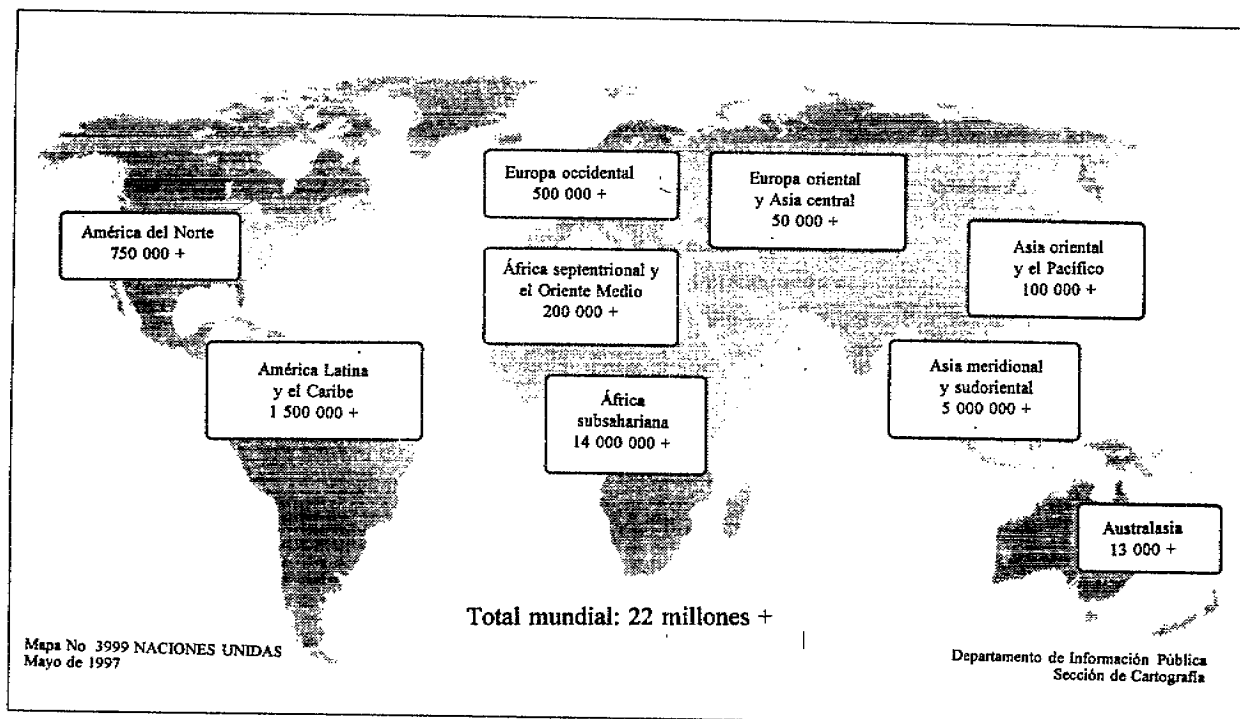 Europa occidental
500 000 +
Europa oriental
y Asia central
50 000 +
América del Norte
750 000 +
Asia oriental
y el Pacífico
100 000 +
África septentrional y
el Oriente Medio
200 000 +
América Latina
y el Caribe
1 500 000 +
África
subsahariana
14 000 000 +
Asia meridional
y sudoriental
5 000 000 +
Australasia
13 000 +
Total mundial: 22 millones +
Mapa No 3999 NACIONES UNIDAS
Mayo de 1997
Departamento de Información Pública
Sección de Cartografía